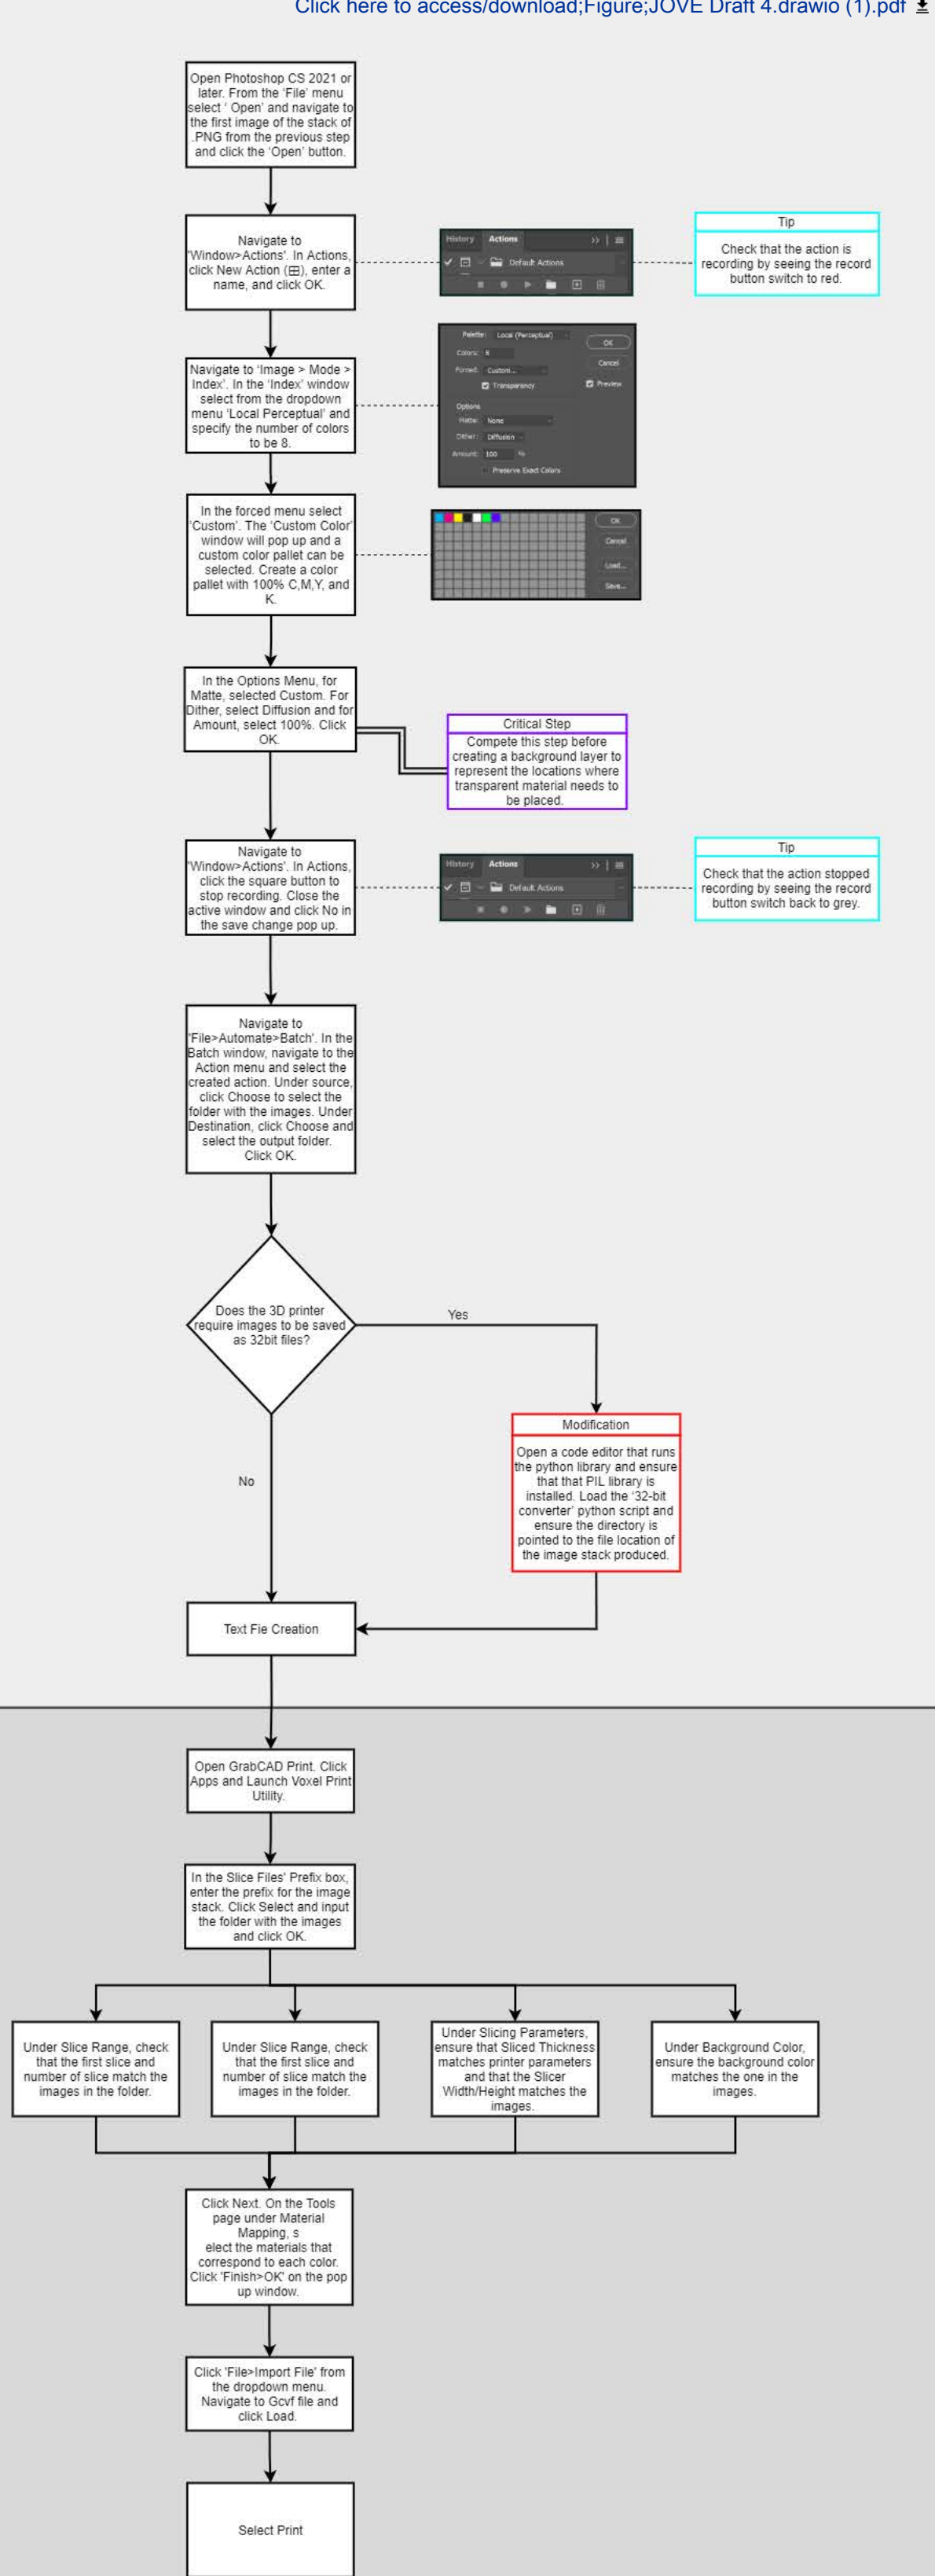 Click here to access/download;Figure;JOVE Draft 4.drawio (1).pdf
Open Photoshop CS 2021 or
later. From the 'File' menu
select ' Open' and navigate to
the first image of the stack of
.PNG from the previous step
and click the 'Open' button.
Navigate to
'Window>Actions'. In Actions,
click New Action (⊞), enter a
name, and click OK.
History Actions
Default Actions
Tip
Check that the action is
recording by seeing the record
button switch to red.
Navigate to 'Image > Mode >
Index'. In the 'Index' window
select from the dropdown
menu 'Local Perceptual' and
specify the number of colors
to be 8.
Palette: Local (Perceptual)
Colors: 8
Forced: Custom...
Transparency
Options
Matte: None
Dither: Diffusion
Amount: 100 %
Preserve Exact Colors
OK
Cancel
Preview
In the forced menu select
'Custom'. The 'Custom Color'
window will pop up and a
custom color pallet can be
selected. Create a color
pallet with 100% C,M,Y, and
K.
OK
Cancel
Load...
Save...
In the Options Menu, for
Matte, selected Custom. For
Dither, select Diffusion and for
Amount, select 100%. Click
OK.
Critical Step
Compete this step before
creating a background layer to
represent the locations where
transparent material needs to
be placed.
Navigate to
'Window>Actions'. In Actions,
click the square button to
stop recording. Close the
active window and click No in
the save change pop up.
History Actions
Default Actions
Tip
Check that the action stopped
recording by seeing the record
button switch back to grey.
Navigate to
'File>Automate>Batch'. In the
Batch window, navigate to the
Action menu and select the
created action. Under source,
click Choose to select the
folder with the images. Under
Destination, click Choose and
select the output folder.
Click OK.
Does the 3D printer
require images to be saved
as 32bit files?
Yes
No
Modification
Open a code editor that runs
the python library and ensure
that that PIL library is
installed. Load the '32-bit
converter' python script and
ensure the directory is
pointed to the file location of
the image stack produced.
Text Fie Creation
Open GrabCAD Print. Click
Apps and Launch Voxel Print
Utility.
In the Slice Files' Prefix box,
enter the prefix for the image
stack. Click Select and input
the folder with the images
and click OK.
Under Slice Range, check
that the first slice and
number of slice match the
images in the folder.
Under Slice Range, check
that the first slice and
number of slice match the
images in the folder.
Under Slicing Parameters,
ensure that Sliced Thickness
matches printer parameters
and that the Slicer
Width/Height matches the
images.
Under Background Color,
ensure the background color
matches the one in the
images.
Click Next. On the Tools
page under Material
Mapping, s
elect the materials that
correspond to each color.
Click 'Finish>OK' on the pop
up window.
Click 'File>Import File' from
the dropdown menu.
Navigate to Gcvf file and
click Load.
Select Print